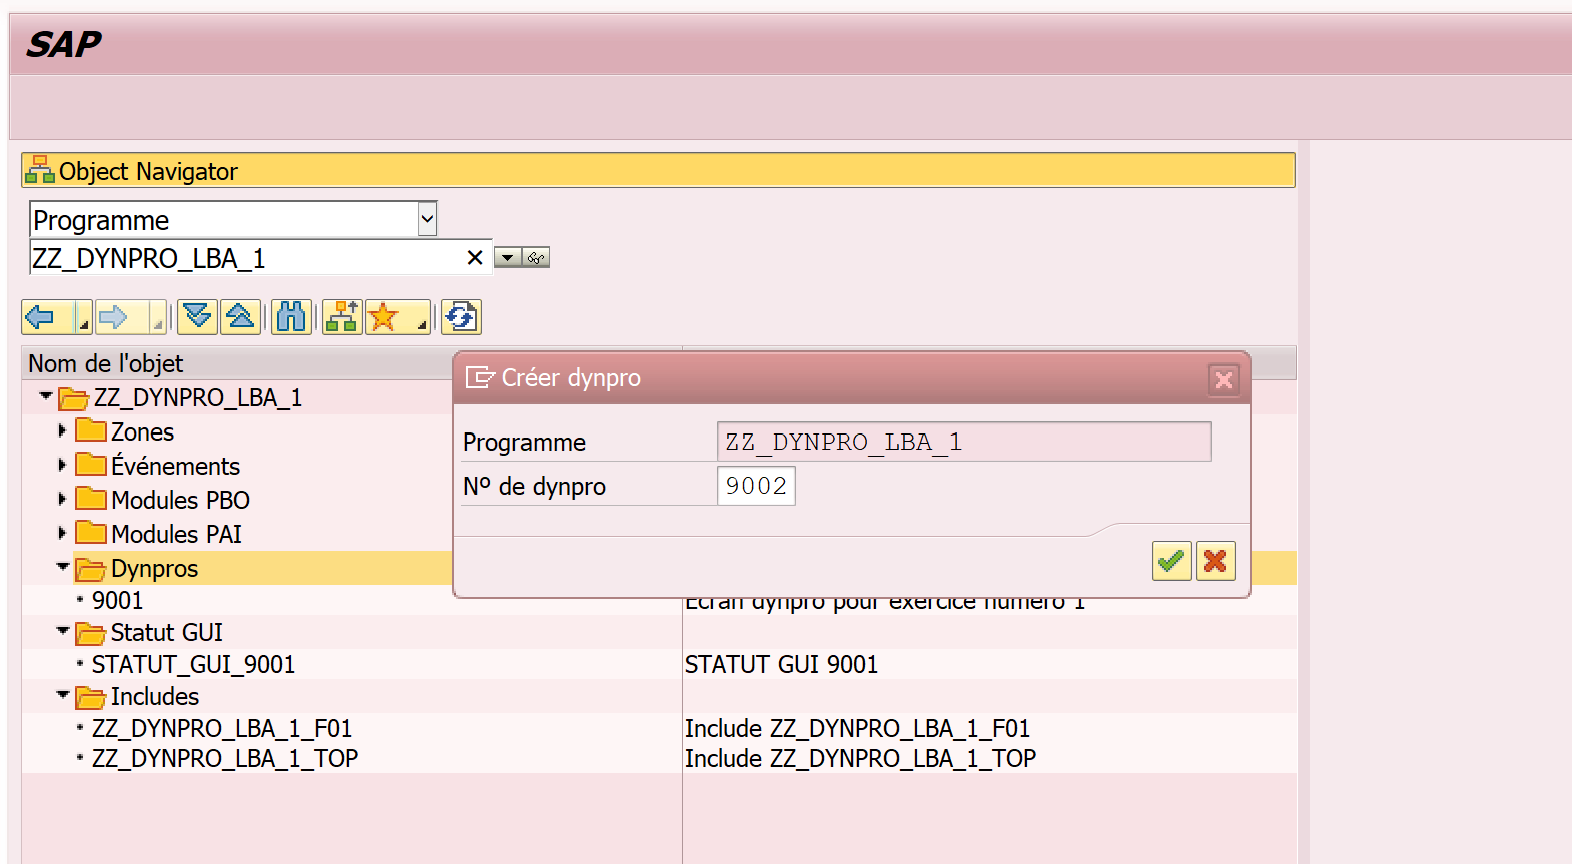 SAP
Object Navigator
Programme
ZZ_DYNPRO_LBA_1
Nom de l'objet
ZZ_DYNPRO_LBA_1
Zones
Événements
Modules PBO
Modules PAI
Dynpros
9001 Ecran dynpro pour exercice numéro 1
Statut GUI
STATUT_GUI_9001 STATUT GUI 9001
Includes
ZZ_DYNPRO_LBA_1_F01 Include ZZ_DYNPRO_LBA_1_F01
ZZ_DYNPRO_LBA_1_TOP Include ZZ_DYNPRO_LBA_1_TOP
Créer dynpro
Programme ZZ_DYNPRO_LBA_1
Nº de dynpro 9002